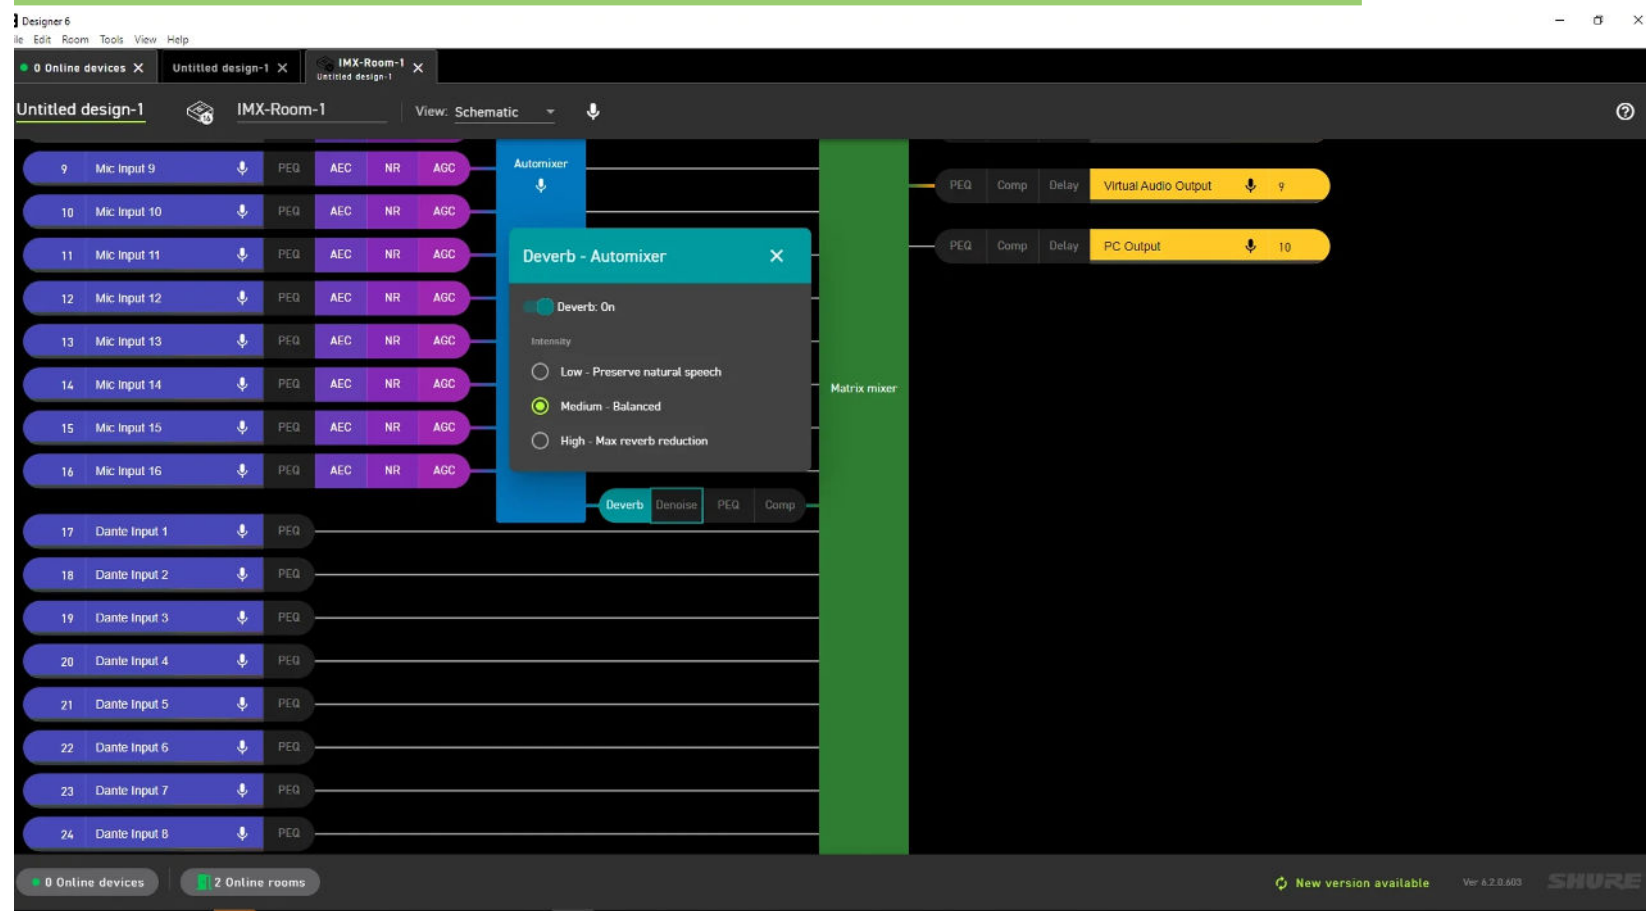 Designer 6
ile Edit Room Tools View Help
0 Online devices X Untitled design-1 X IMX-Room-1 X
Untitled design-1
Untitled design-1 IMX-Room-1 View: Schematic
9 Mic Input 9 PEQ AEC NR AGC
10 Mic Input 10 PEQ AEC NR AGC
11 Mic Input 11 PEQ AEC NR AGC
12 Mic Input 12 PEQ AEC NR AGC
13 Mic Input 13 PEQ AEC NR AGC
14 Mic Input 14 PEQ AEC NR AGC
15 Mic Input 15 PEQ AEC NR AGC
16 Mic Input 16 PEQ AEC NR AGC
17 Dante Input 1 PEQ
18 Dante Input 2 PEQ
19 Dante Input 3 PEQ
20 Dante Input 4 PEQ
21 Dante Input 5 PEQ
22 Dante Input 6 PEQ
23 Dante Input 7 PEQ
24 Dante Input 8 PEQ
Automixer
Deverb - Automixer
Deverb: On
Intensity
Low - Preserve natural speech
Medium - Balanced
High - Max reverb reduction
Deverb Denoise PEQ Comp
Matrix mixer
PEQ Comp Delay Virtual Audio Output 9
PEQ Comp Delay PC Output 10
0 Online devices 2 Online rooms New version available Ver 6.2.0.603 SHURE